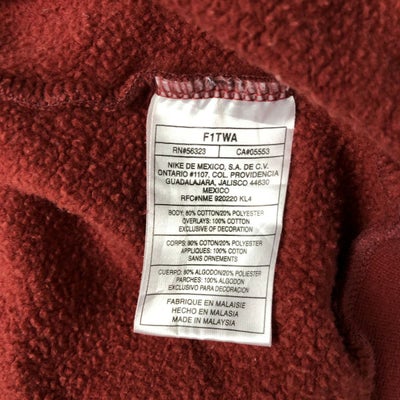 F1TWA
RN#56323 CA#05553
NIKE DE MEXICO, S.A. DE C.V.
ONTARIO #1107, COL. PROVIDENCIA
GUADALAJARA, JALISCO 44630
MEXICO
RFC#NME 920220 KL4
BODY: 80% COTTON/20% POLYESTER
OVERLAYS: 100% COTTON
EXCLUSIVE OF DECORATION
CORPS: 80% COTON/20% POLYESTER
APPLIQUES: 100% COTON
SANS ORNEMENTS
CUERPO: 80% ALGODON/20% POLIESTER
PARCHES: 100% ALGODON
EXCLUSIVO PARA DECORACION
FABRIQUE EN MALAISIE
HECHO EN MALASIA
MADE IN MALAYSIA